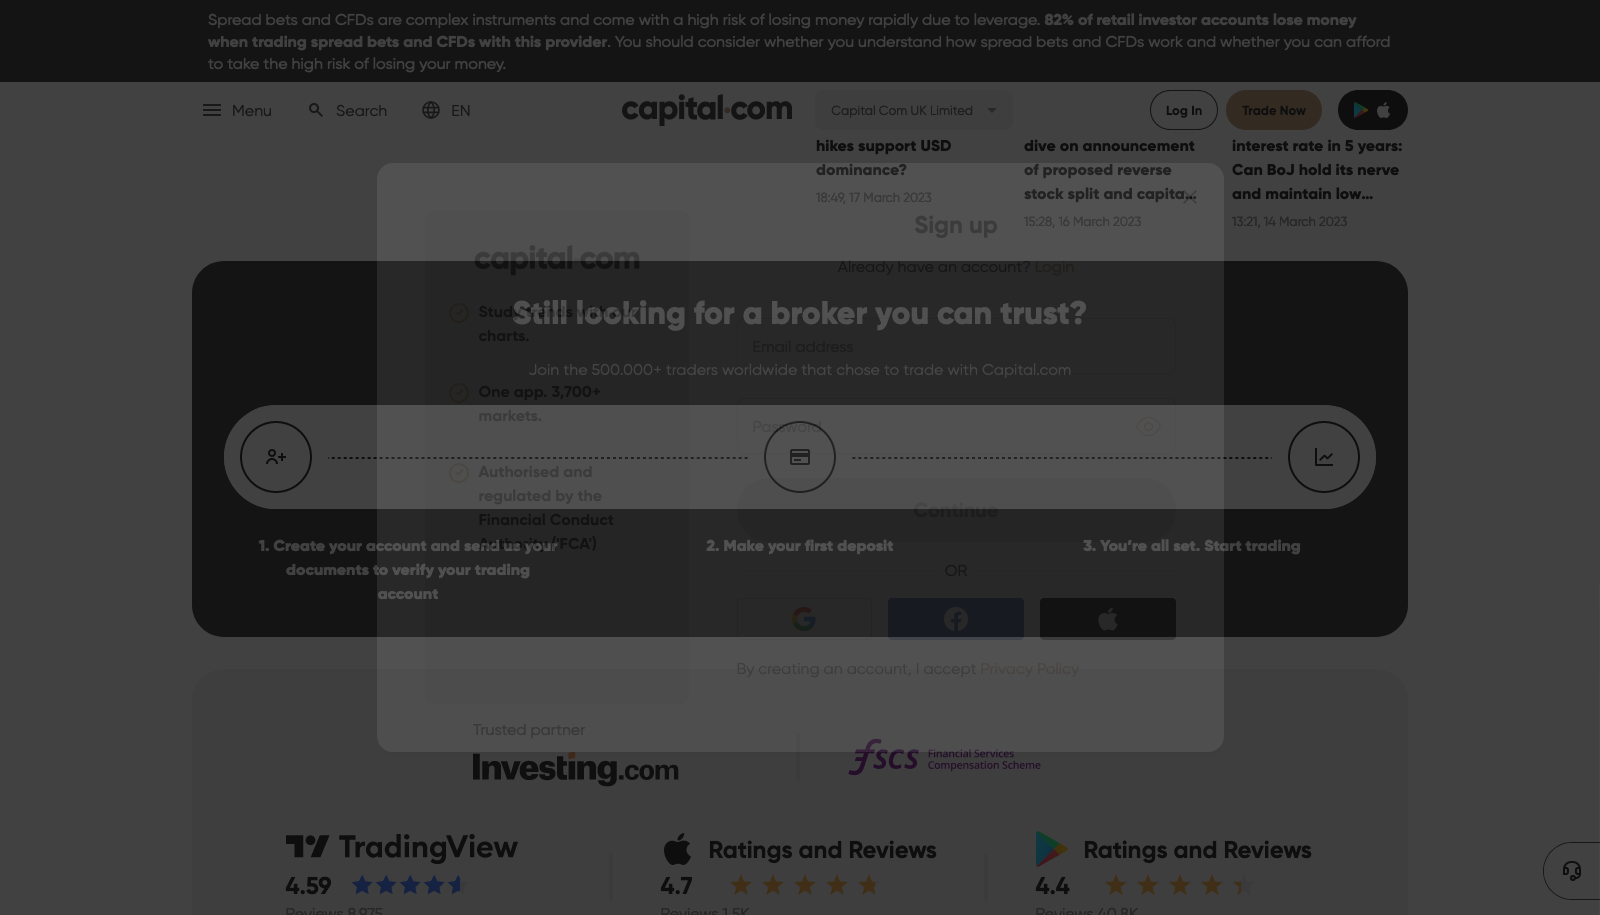 Spread bets and CFDs are complex instruments and come with a high risk of losing money rapidly due to leverage. 82% of retail investor accounts lose money
when trading spread bets and CFDs with this provider. You should consider whether you understand how spread bets and CFDs work and whether you can afford
to take the high risk of losing your money.
Menu
Search
EN
capital.com
Capital Com UK Limited
Log In
Trade Now
hikes support USD
dominance?
18:49, 17 March 2023
dive on announcement
of proposed reverse
stock split and capita...
15:28, 16 March 2023
interest rate in 5 years:
Can BoJ hold its nerve
and maintain low...
13:21, 14 March 2023
capital.com
charts.
One app. 3,700+
markets.
Authorised and
regulated by the
Financial Conduct
Authority ('FCA')
Sign up
Already have an account? Login
Email address
Password
Continue
OR
By creating an account, I accept Privacy Policy
Still looking for a broker you can trust?
Join the 500.000+ traders worldwide that chose to trade with Capital.com
1. Create your account and send us your
documents to verify your trading
account
2. Make your first deposit
3. You're all set. Start trading
Trusted partner
Investing.com
fscs
Financial Services
Compensation Scheme
TradingView
4.59
Reviews 8,975
Ratings and Reviews
4.7
Reviews 1.5K
Ratings and Reviews
4.4
Reviews 40.8K